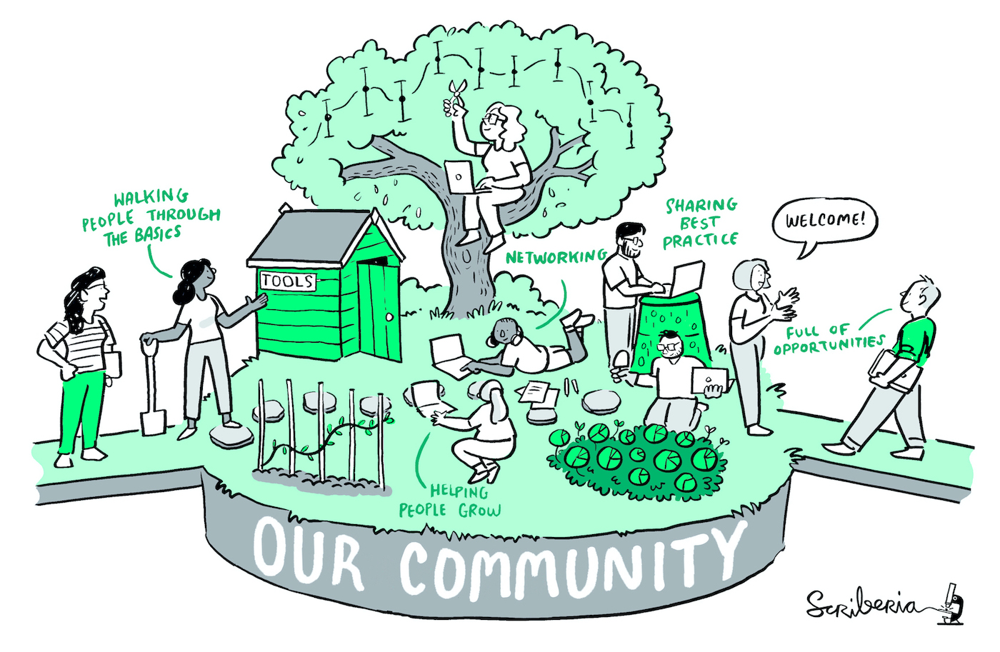 WALKING
PEOPLE THROUGH
THE BASICS
TOOLS
NETWORKING
SHARING
BEST
PRACTICE
WELCOME!
FULL OF
OPPORTUNITIES
HELPING
PEOPLE GROW
OUR COMMUNITY
Scriberia